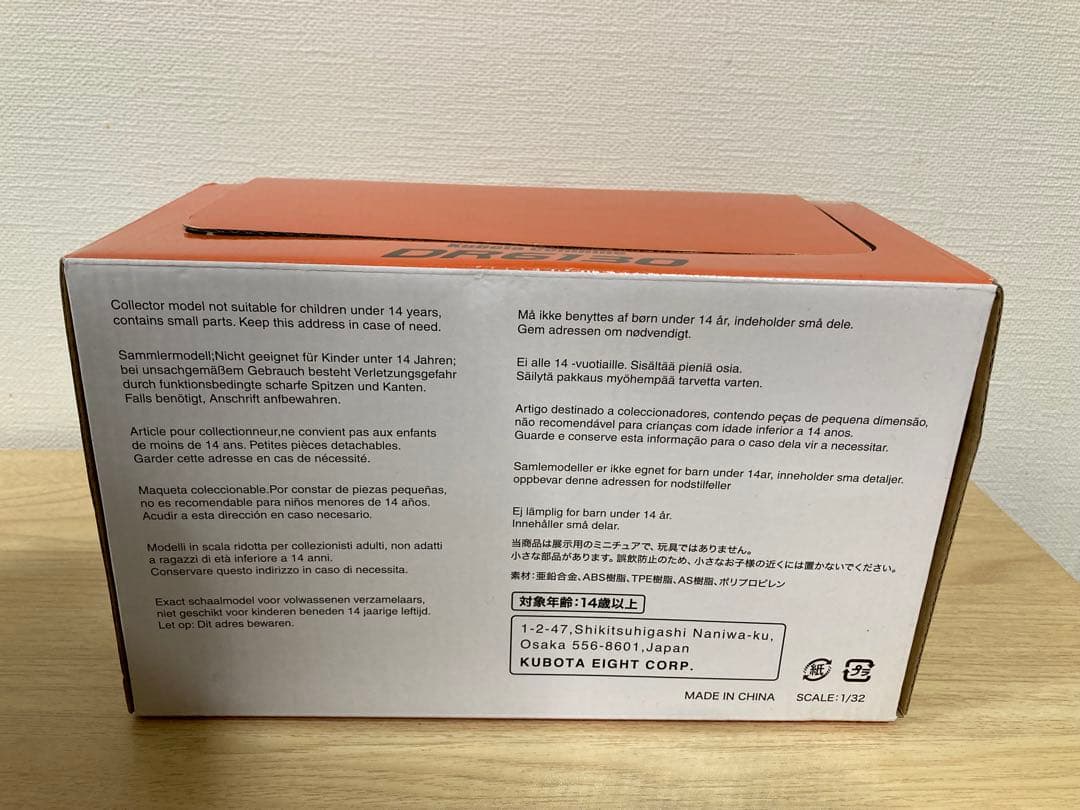 DR6130
Collector model not suitable for children under 14 years,
contains small parts. Keep this address in case of need.
Sammlermodell;Nicht geeignet für Kinder unter 14 Jahren;
bei unsachgemäßem Gebrauch besteht Verletzungsgefahr
durch funktionsbedingte scharfe Spitzen und Kanten.
Falls benötigt, Anschrift anfbewahren.
Article pour collectionneur,ne convient pas aux enfants
de moins de 14 ans. Petites pièces detachables.
Garder cette adresse en cas de nécessité.
Maqueta coleccionable.Por constar de piezas pequeñas,
no es recomendable para niños menores de 14 años.
Acudir a esta dirección en caso necesario.
Modelli in scala ridotta per collezionisti adulti, non adatti
a ragazzi di età inferiore a 14 anni.
Conservare questo indirizzo in caso di necessita.
Exact schaalmodel voor volwassenen verzamelaars,
niet geschikt voor kinderen beneden 14 jaarige leftijd.
Let op: Dit adres bewaren.
Må ikke benyttes af børn under 14 år, indeholder små dele.
Gem adressen om nødvendigt.
Ei alle 14 -vuotiaille. Sisältää pieniä osia.
Säilytä pakkaus myöhempää tarvetta varten.
Artigo destinado a coleccionadores, contendo peças de pequena dimensão,
não recomendável para crianças com idade inferior a 14 anos.
Guarde e conserve esta informação para o caso dela vir a necessitar.
Samlemodeller er ikke egnet for barn under 14ar, inneholder sma detaljer.
oppbevar denne adressen for nodstilfeller
Ej lämplig for barn under 14 år.
Innehåller små delar.
当商品は展示用のミニチュアで、玩具ではありません。
小さな部品があります。誤飲防止のため、小さなお子様の近くには置かないでください。
素材:亜鉛合金、ABS樹脂、TPE樹脂、AS樹脂、ポリプロピレン
対象年齢:14歳以上
1-2-47,Shikitsuhigashi Naniwa-ku,
Osaka 556-8601,Japan
KUBOTA EIGHT CORP.
紙 プラ
MADE IN CHINA SCALE:1/32